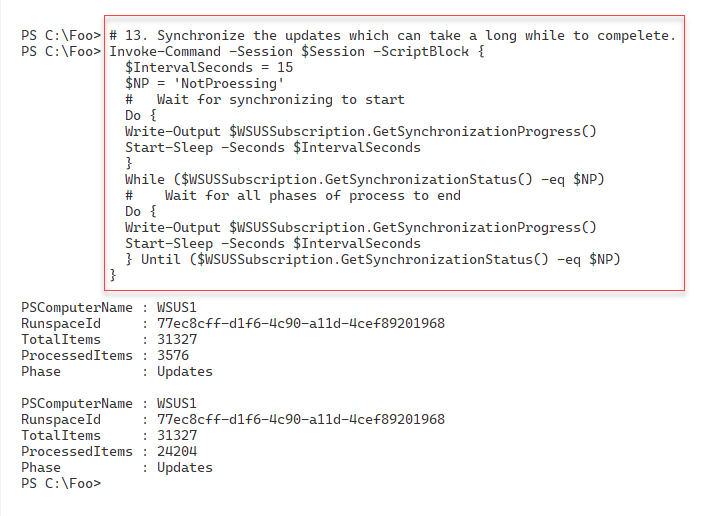 PS C:\Foo> # 13. Synchronize the updates which can take a long while to compelete.
PS C:\Foo> Invoke-Command -Session $Session -ScriptBlock {
  $IntervalSeconds = 15
  $NP = 'NotProessing'
  #   Wait for synchronizing to start
  Do {
  Write-Output $WSUSSubscription.GetSynchronizationProgress()
  Start-Sleep -Seconds $IntervalSeconds
  }
  While ($WSUSSubscription.GetSynchronizationStatus() -eq $NP)
  #    Wait for all phases of process to end
  Do {
  Write-Output $WSUSSubscription.GetSynchronizationProgress()
  Start-Sleep -Seconds $IntervalSeconds
  } Until ($WSUSSubscription.GetSynchronizationStatus() -eq $NP)
}
PSComputerName : WSUS1
RunspaceId     : 77ec8cff-d1f6-4c90-a11d-4cef89201968
TotalItems     : 31327
ProcessedItems : 3576
Phase          : Updates
PSComputerName : WSUS1
RunspaceId     : 77ec8cff-d1f6-4c90-a11d-4cef89201968
TotalItems     : 31327
ProcessedItems : 24204
Phase          : Updates
PS C:\Foo>